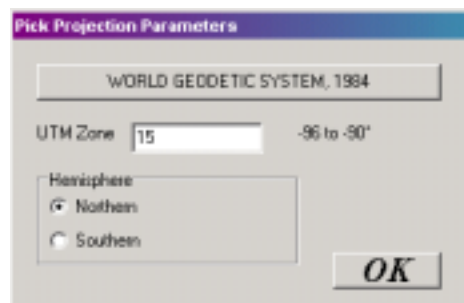 Pick Projection Parameters
WORLD GEODETIC SYSTEM, 1984
UTM Zone 15 -96 to -90°
Hemisphere
Northern
Southern
OK